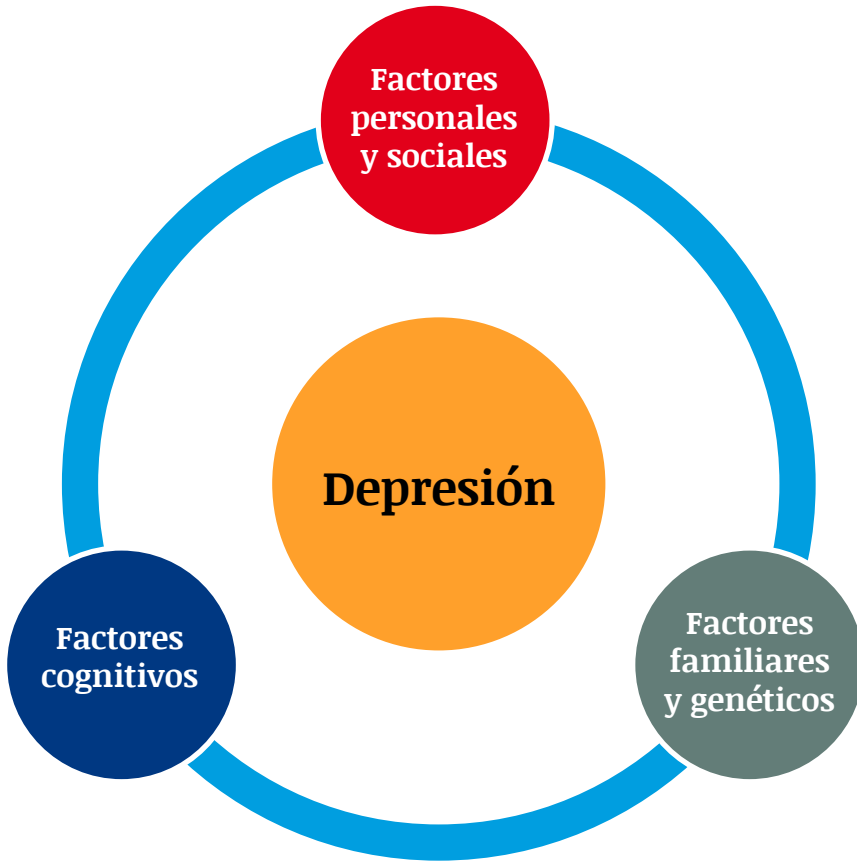 Factores
personales
y sociales
Depresión
Factores
cognitivos
Factores
familiares
y genéticos